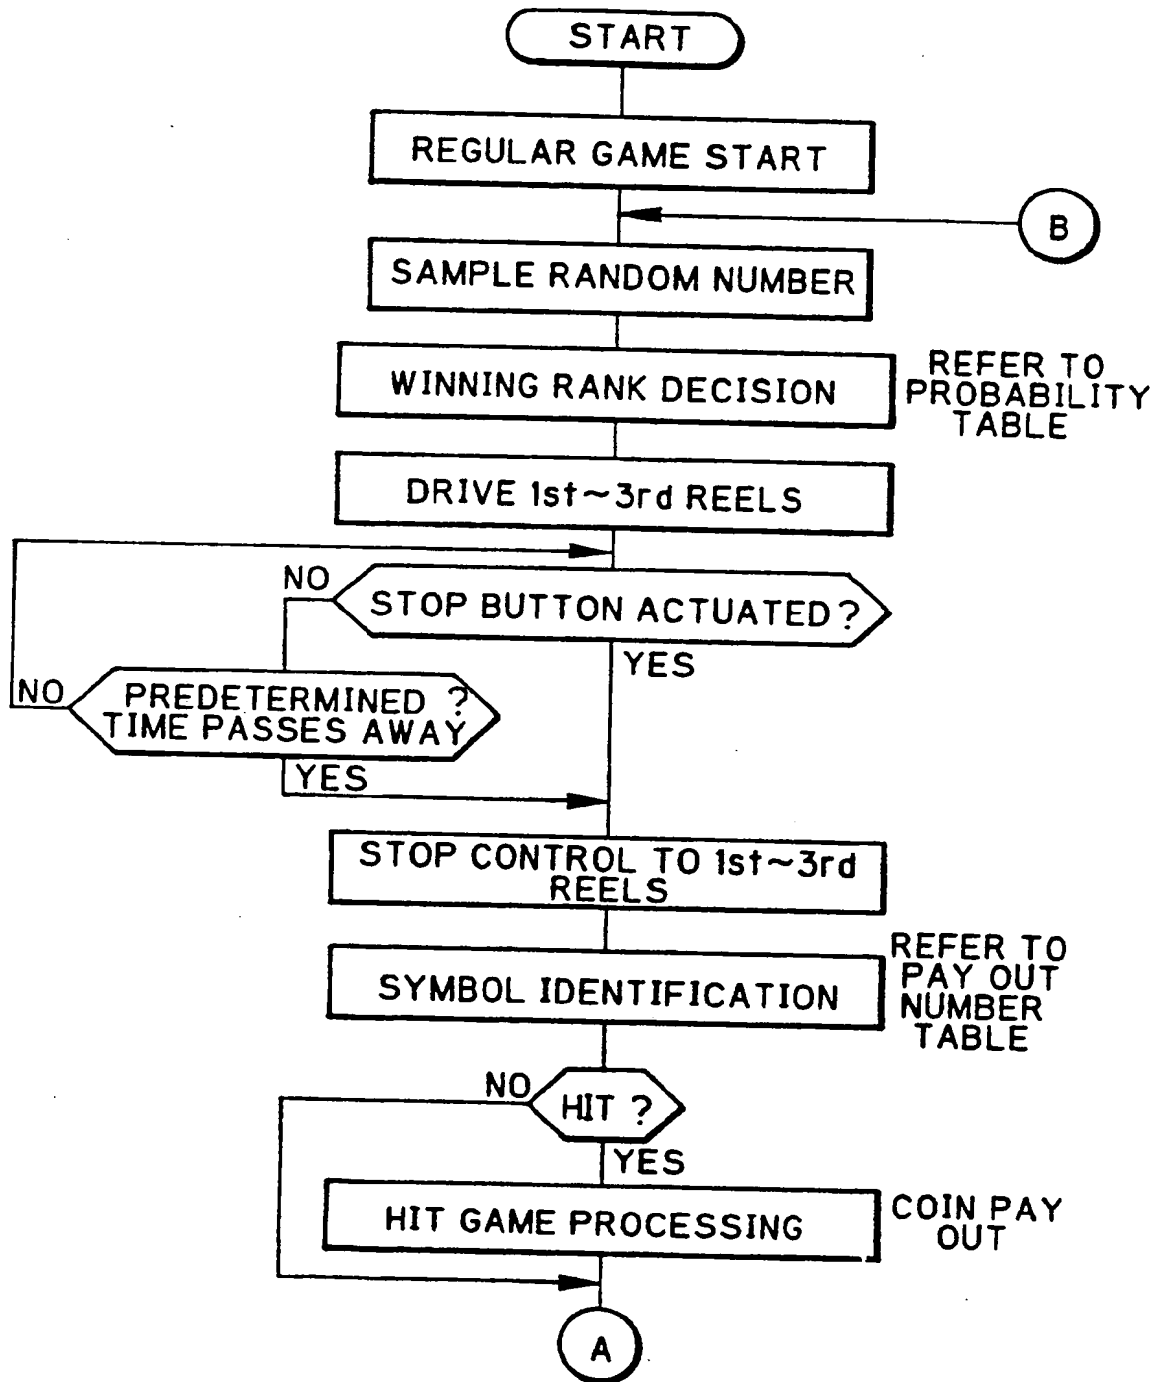 START
REGULAR GAME START
B
SAMPLE RANDOM NUMBER
WINNING RANK DECISION
REFER TO
PROBABILITY
TABLE
DRIVE 1st~3rd REELS
NO
STOP BUTTON ACTUATED?
YES
NO
PREDETERMINED ?
TIME PASSES AWAY
YES
STOP CONTROL TO 1st~3rd
REELS
SYMBOL IDENTIFICATION
REFER TO
PAY OUT
NUMBER
TABLE
NO
HIT ?
YES
HIT GAME PROCESSING
COIN PAY
OUT
A